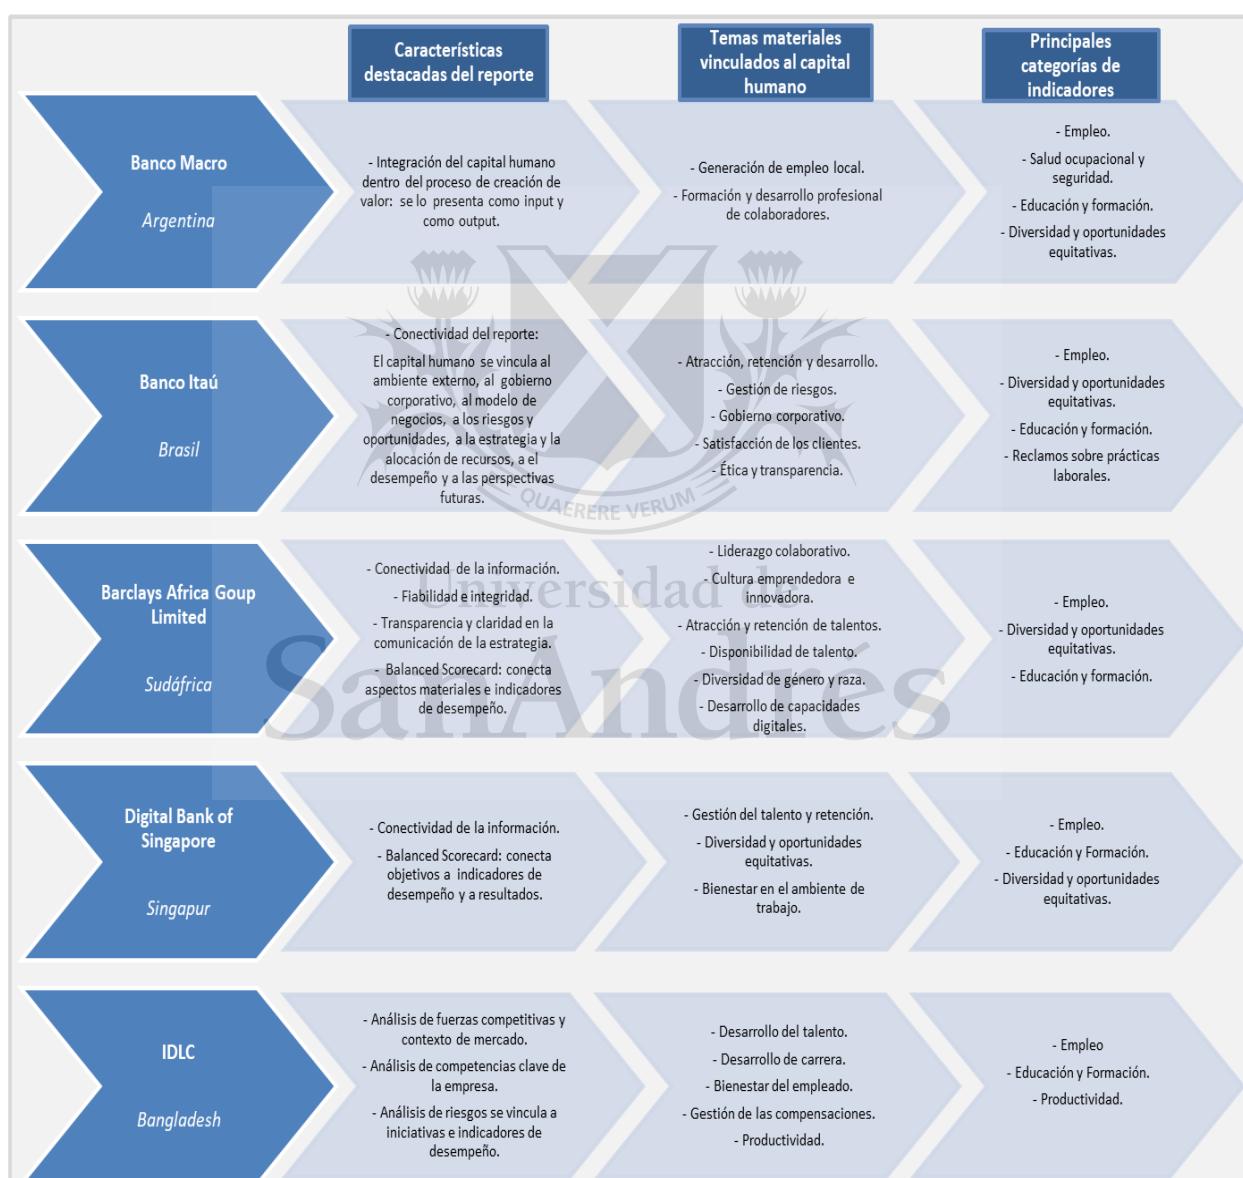 Características
destacadas del reporte
Temas materiales
vinculados al capital
humano
Principales
categorías de
indicadores
Banco Macro
Argentina
- Integración del capital humano
dentro del proceso de creación de
valor: se lo presenta como input y
como output.
- Generación de empleo local.
- Formación y desarrollo profesional
de colaboradores.
- Empleo.
- Salud ocupacional y
seguridad.
- Educación y formación.
- Diversidad y oportunidades
equitativas.
Banco Itaú
Brasil
- Conectividad del reporte:
El capital humano se vincula al
ambiente externo, al gobierno
corporativo, al modelo de
negocios, a los riesgos y
oportunidades, a la estrategia y la
alocación de recursos, a el
desempeño y a las perspectivas
futuras.
- Atracción, retención y desarrollo.
- Gestión de riesgos.
- Gobierno corporativo.
- Satisfacción de los clientes.
- Ética y transparencia.
- Empleo.
- Diversidad y oportunidades
equitativas.
- Educación y formación.
- Reclamos sobre prácticas
laborales.
QUAERERE VERUM
Universidad de
SanAndrés
Barclays Africa Goup
Limited
Sudáfrica
- Conectividad de la información.
- Fiabilidad e integridad.
- Transparencia y claridad en la
comunicación de la estrategia.
- Balanced Scorecard: conecta
aspectos materiales e indicadores
de desempeño.
- Liderazgo colaborativo.
- Cultura emprendedora e
innovadora.
- Atracción y retención de talentos.
- Disponibilidad de talento.
- Diversidad de género y raza.
- Desarrollo de capacidades
digitales.
- Empleo.
- Diversidad y oportunidades
equitativas.
- Educación y formación.
Digital Bank of
Singapore
Singapur
- Conectividad de la información.
- Balanced Scorecard: conecta
objetivos a indicadores de
desempeño y a resultados.
- Gestión del talento y retención.
- Diversidad y oportunidades
equitativas.
- Bienestar en el ambiente de
trabajo.
- Empleo.
- Educación y Formación.
- Diversidad y oportunidades
equitativas.
IDLC
Bangladesh
- Análisis de fuerzas competitivas y
contexto de mercado.
- Análisis de competencias clave de
la empresa.
- Análisis de riesgos se vincula a
iniciativas e indicadores de
desempeño.
- Desarrollo del talento.
- Desarrollo de carrera.
- Bienestar del empleado.
- Gestión de las compensaciones.
- Productividad.
- Empleo
- Educación y Formación.
- Productividad.